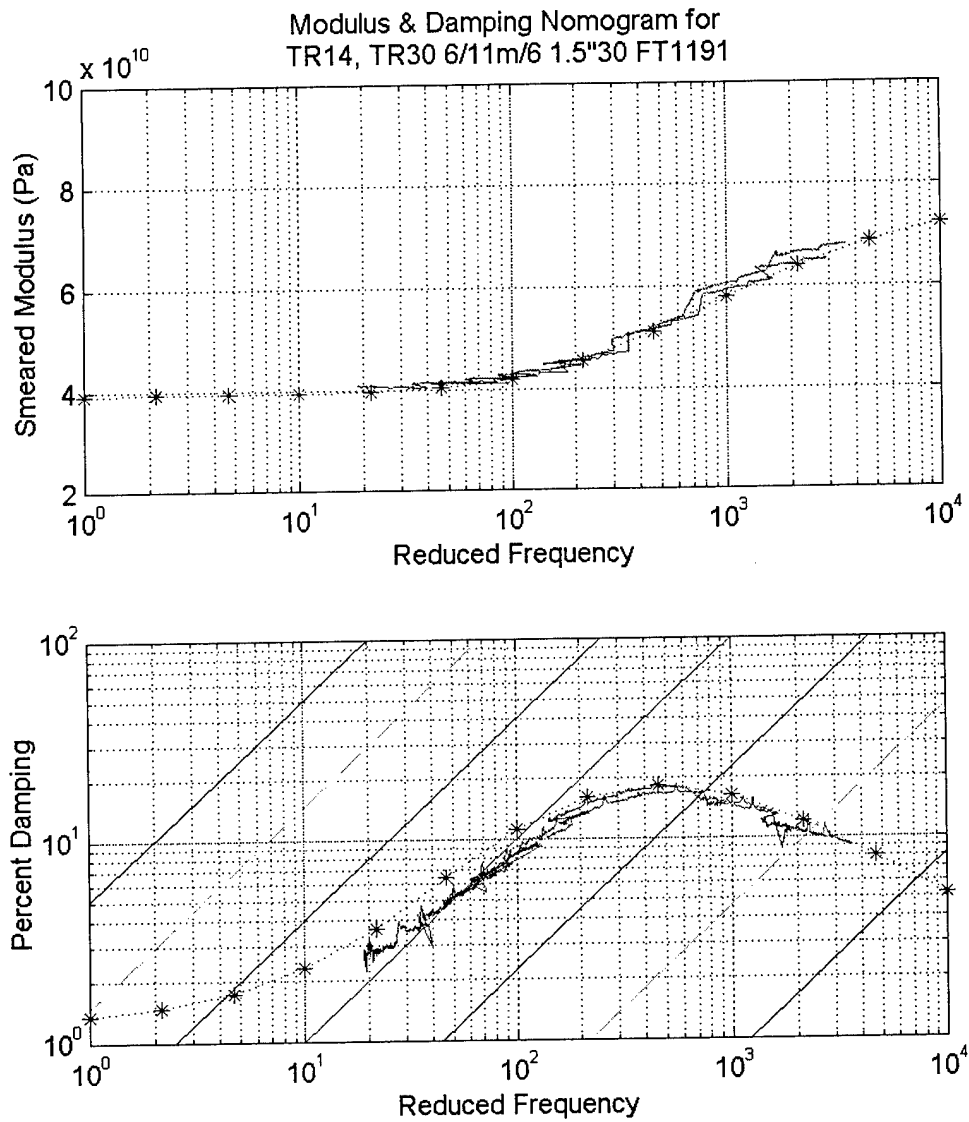 Modulus & Damping Nomogram for
TR14, TR30 6/11m/6 1.5"30 FT1191
x 10^10
10
8
6
4
2
Smeared Modulus (Pa)
10^0 10^1 10^2 10^3 10^4
Reduced Frequency
10^2
10^1
10^0
Percent Damping
10^0 10^1 10^2 10^3 10^4
Reduced Frequency